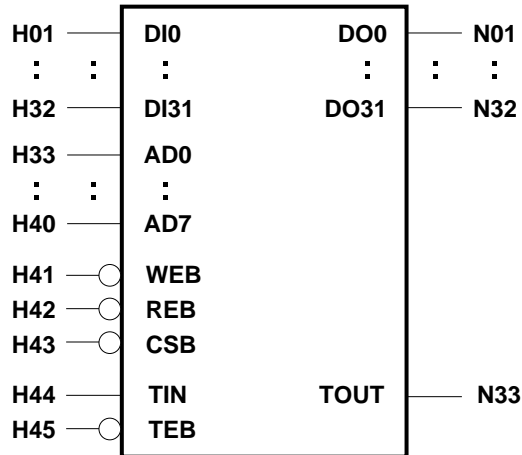 H01 DI0 DO0 N01
: : : : : :
H32 DI31 DO31 N32
H33 AD0
: : :
H40 AD7
H41 WEB
H42 REB
H43 CSB
H44 TIN TOUT N33
H45 TEB